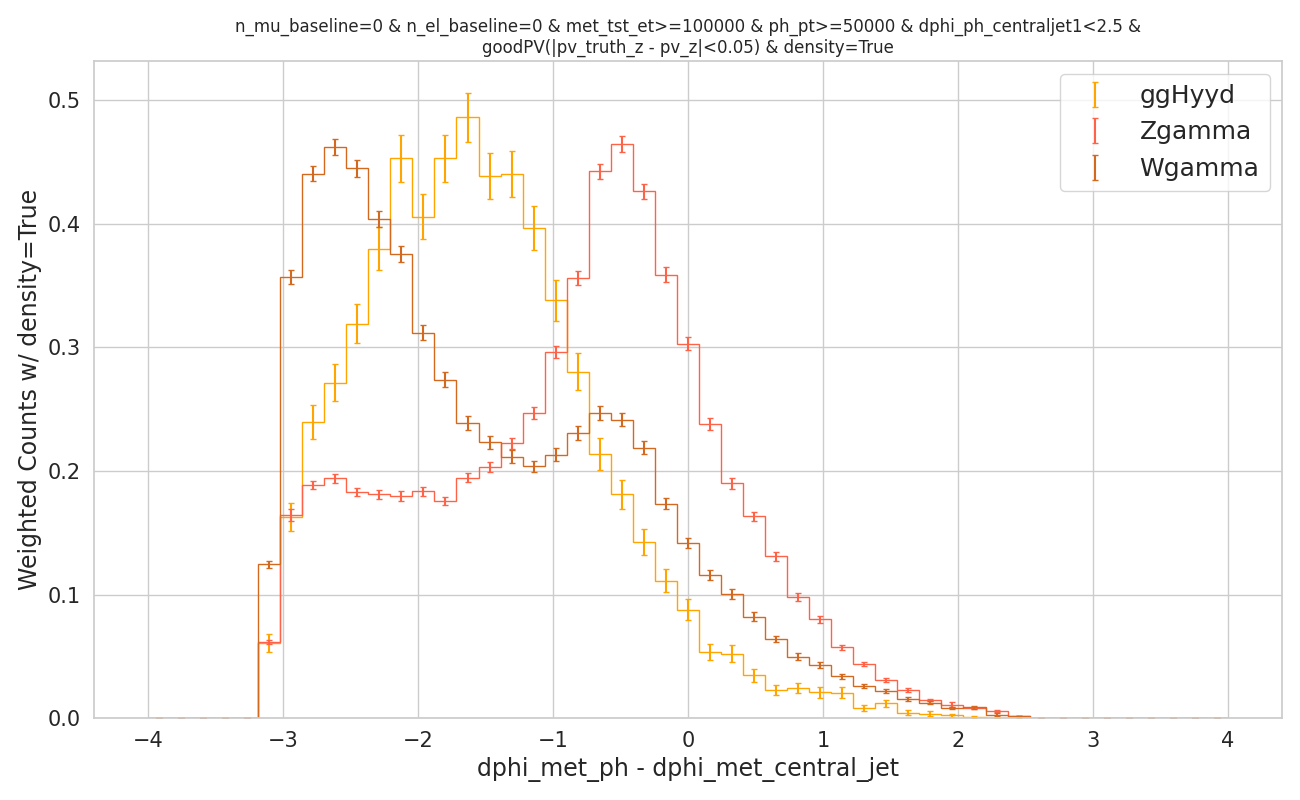 n_mu_baseline=0 & n_el_baseline=0 & met_tst_et>=100000 & ph_pt>=50000 & dphi_ph_centraljet1<2.5 &
goodPV(|pv_truth_z - pv_z|<0.05) & density=True
ggHyyd
Zgamma
Wgamma
Weighted Counts w/ density=True
0.5
0.4
0.3
0.2
0.1
0.0
−4 −3 −2 −1 0 1 2 3 4
dphi_met_ph - dphi_met_central_jet